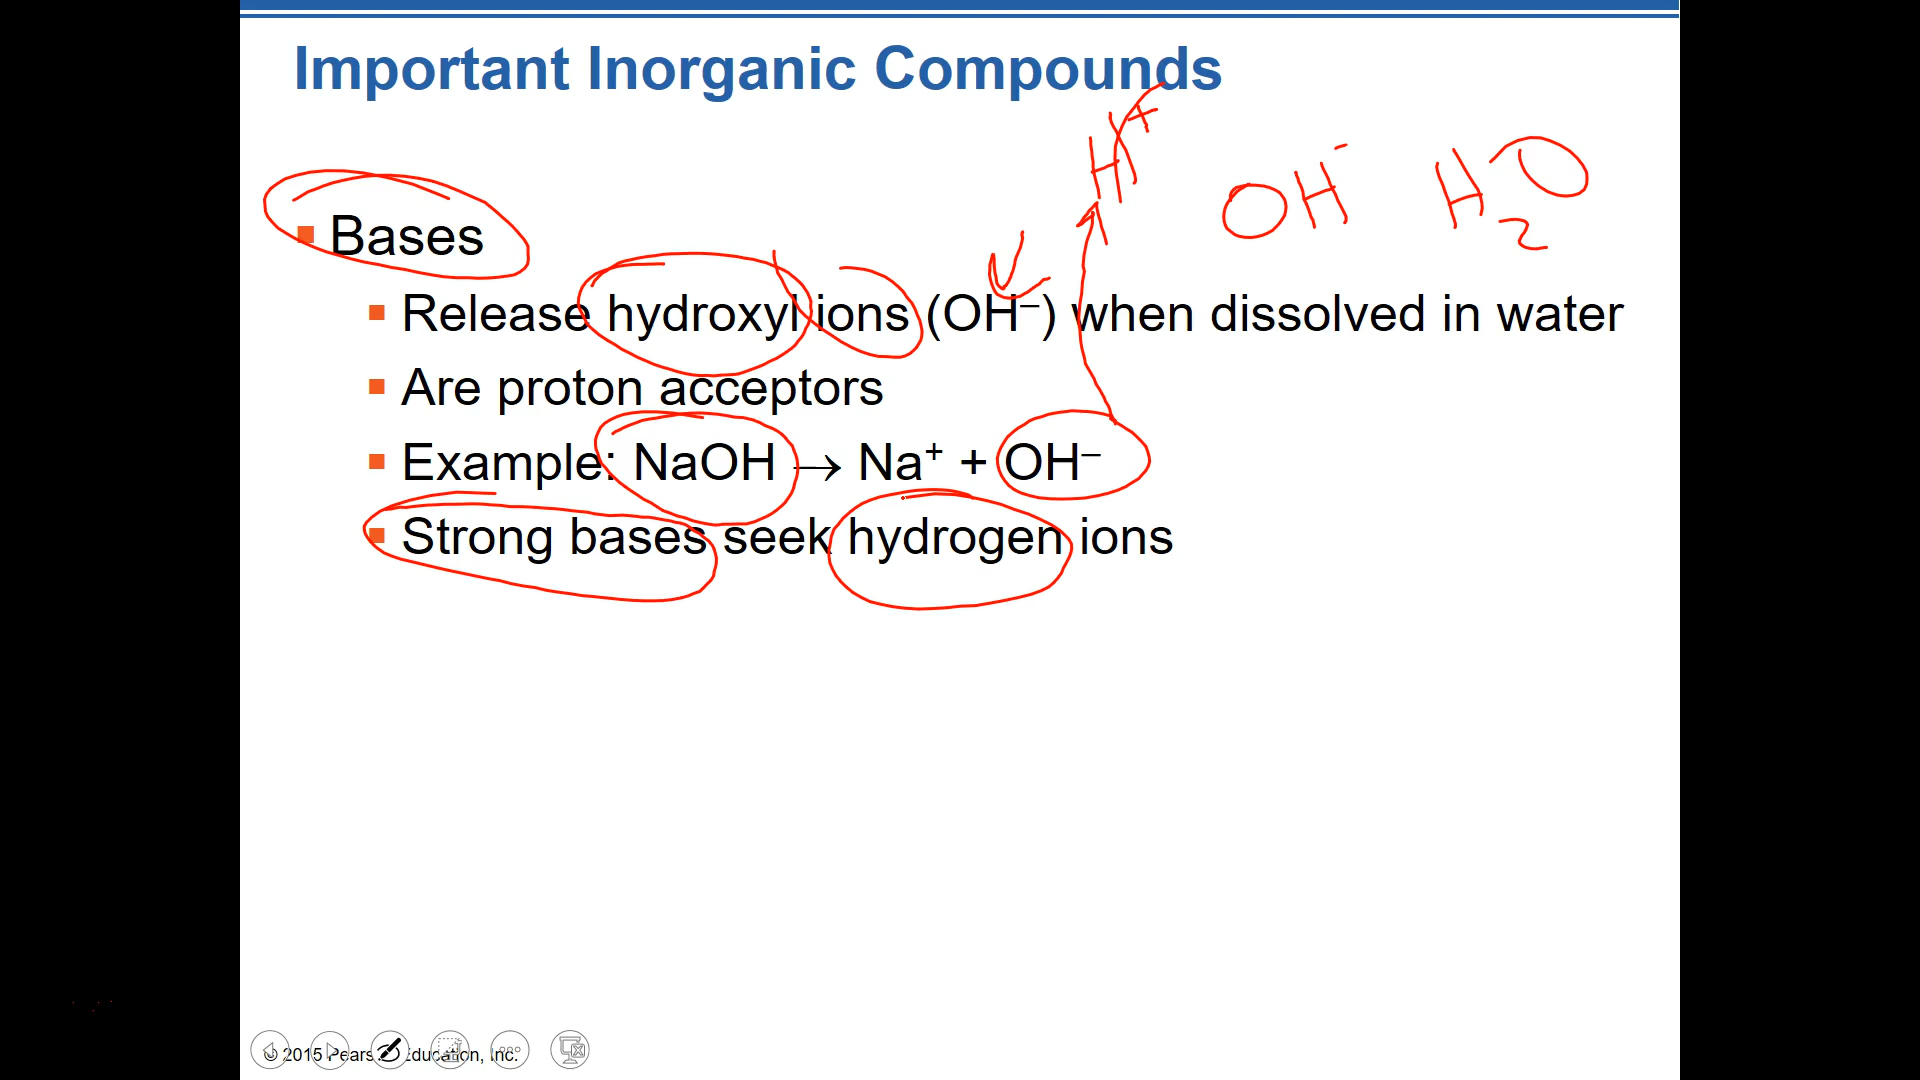 Important Inorganic Compounds
H⁺ OH⁻ H₂O
Bases
Release hydroxyl ions (OH–) when dissolved in water
Are proton acceptors
Example: NaOH → Na⁺ + OH–
Strong bases seek hydrogen ions
© 2015 Pearson Education, Inc.